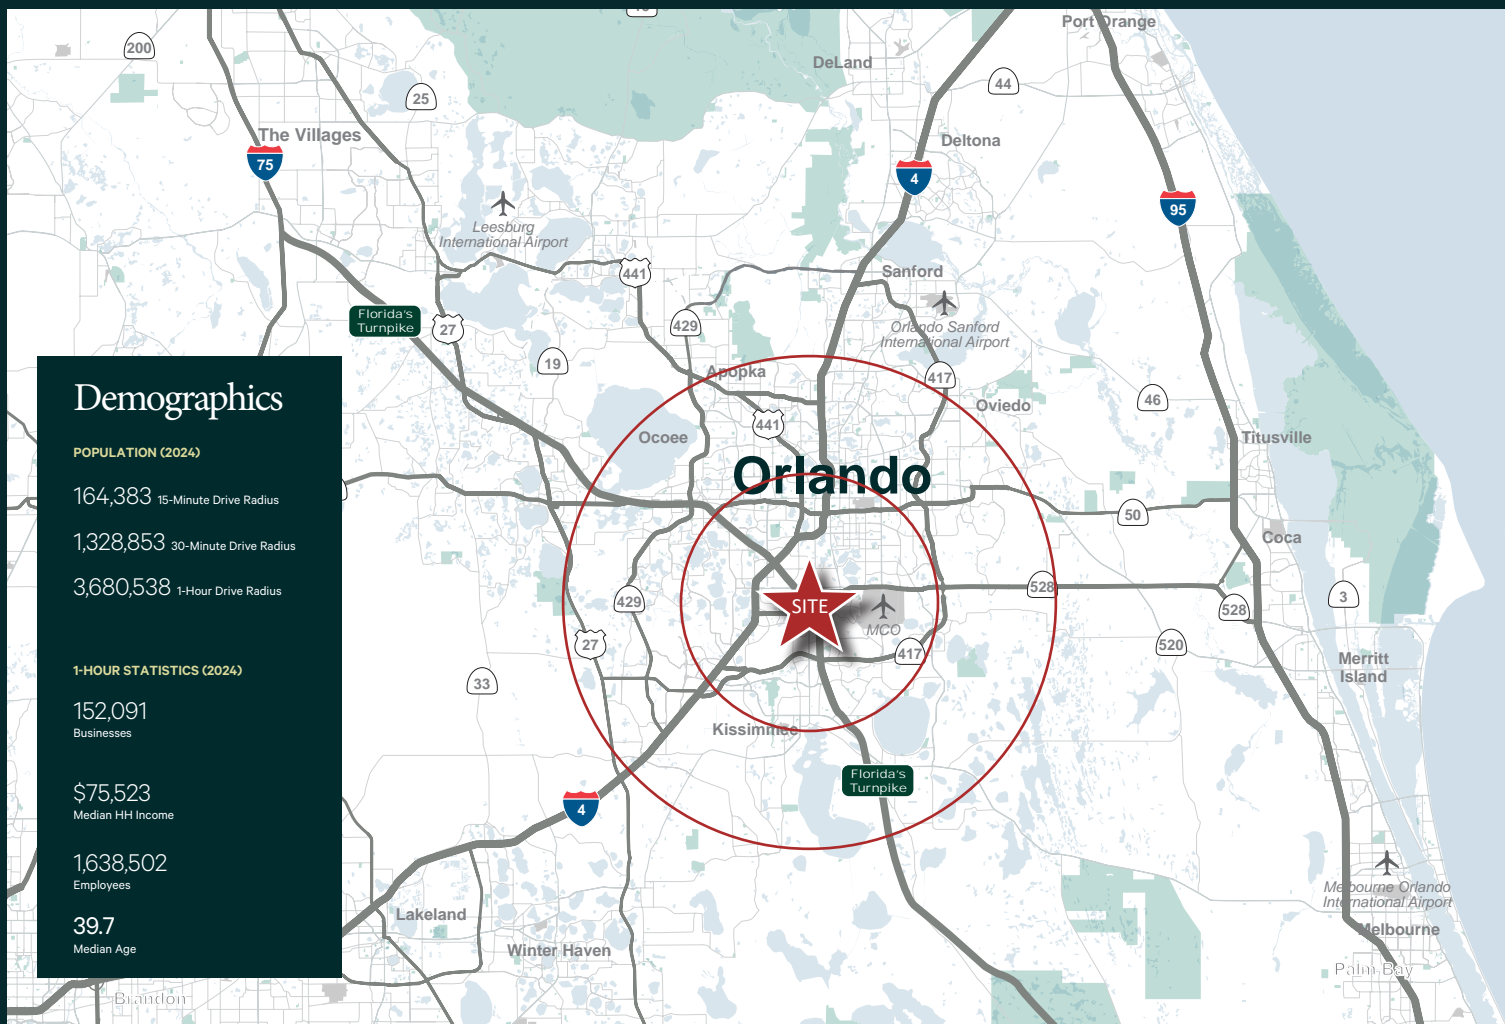 Port Orange
200
DeLand
44
25
The Villages
Deltona
75
4
95
Leesburg
International Airport
441
Sanford
Florida's
Turnpike
27
429
Orlando Sanford
International Airport
19
Apopka
417
46
Oviedo
441
Ocoee
Titusville
Orlando
50
Coca
528
3
528
429
SITE
MCO
27
417
520
33
Merritt
Island
Kissimmee
Florida's
Turnpike
4
Melbourne Orlando
International Airport
Lakeland
Melbourne
Winter Haven
Palm Bay
Brandon
Demographics
POPULATION (2024)
164,383 15-Minute Drive Radius
1,328,853 30-Minute Drive Radius
3,680,538 1-Hour Drive Radius
1-HOUR STATISTICS (2024)
152,091
Businesses
$75,523
Median HH Income
1,638,502
Employees
39.7
Median Age